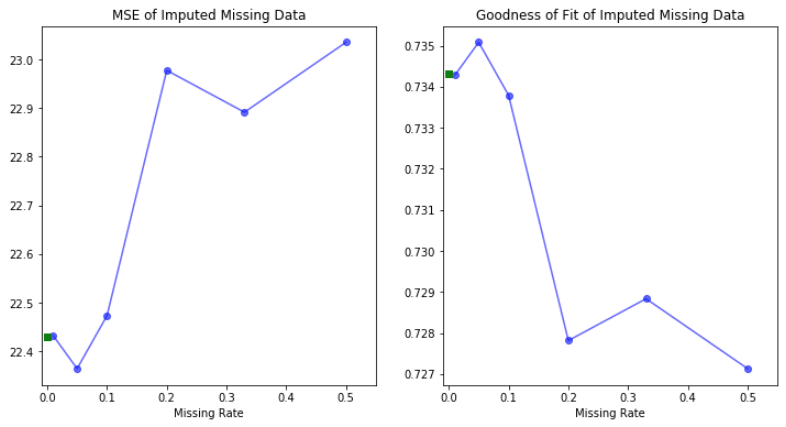 MSE of Imputed Missing Data
23.0
22.9
22.8
22.7
22.6
22.5
22.4
0.0 0.1 0.2 0.3 0.4 0.5
Missing Rate
Goodness of Fit of Imputed Missing Data
0.735
0.734
0.733
0.732
0.731
0.730
0.729
0.728
0.727
0.0 0.1 0.2 0.3 0.4 0.5
Missing Rate